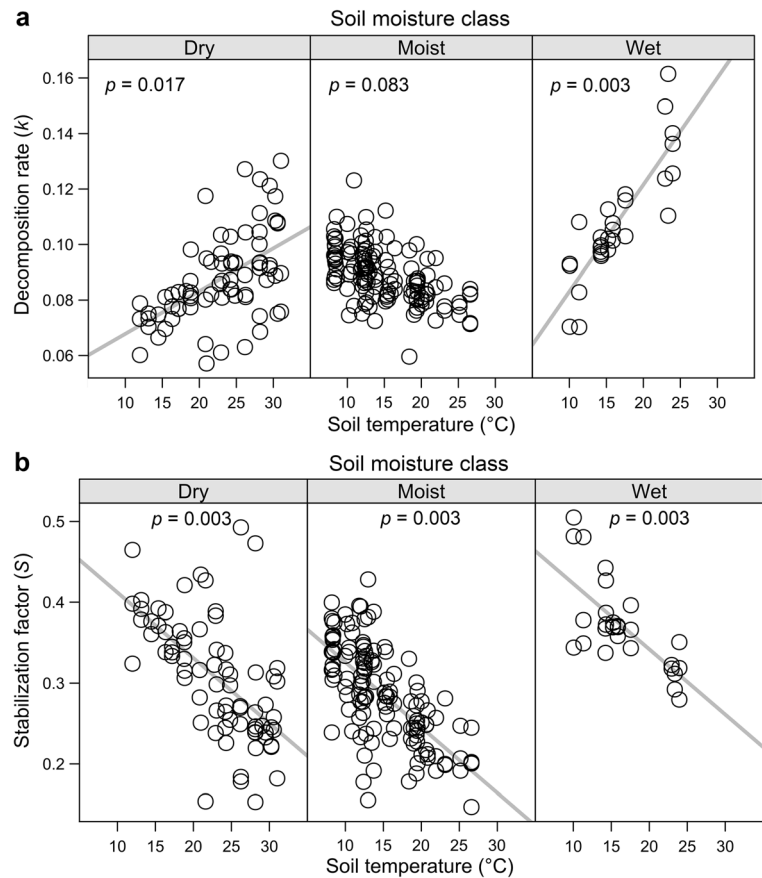 a
Soil moisture class
Dry Moist Wet
p = 0.017 p = 0.083 p = 0.003
0.16
0.14
0.12
0.10
0.08
0.06
Decomposition rate (k)
10 15 20 25 30 10 15 20 25 30 10 15 20 25 30
Soil temperature (°C)
b
Soil moisture class
Dry Moist Wet
p = 0.003 p = 0.003 p = 0.003
0.5
0.4
0.3
0.2
Stabilization factor (S)
10 15 20 25 30 10 15 20 25 30 10 15 20 25 30
Soil temperature (°C)